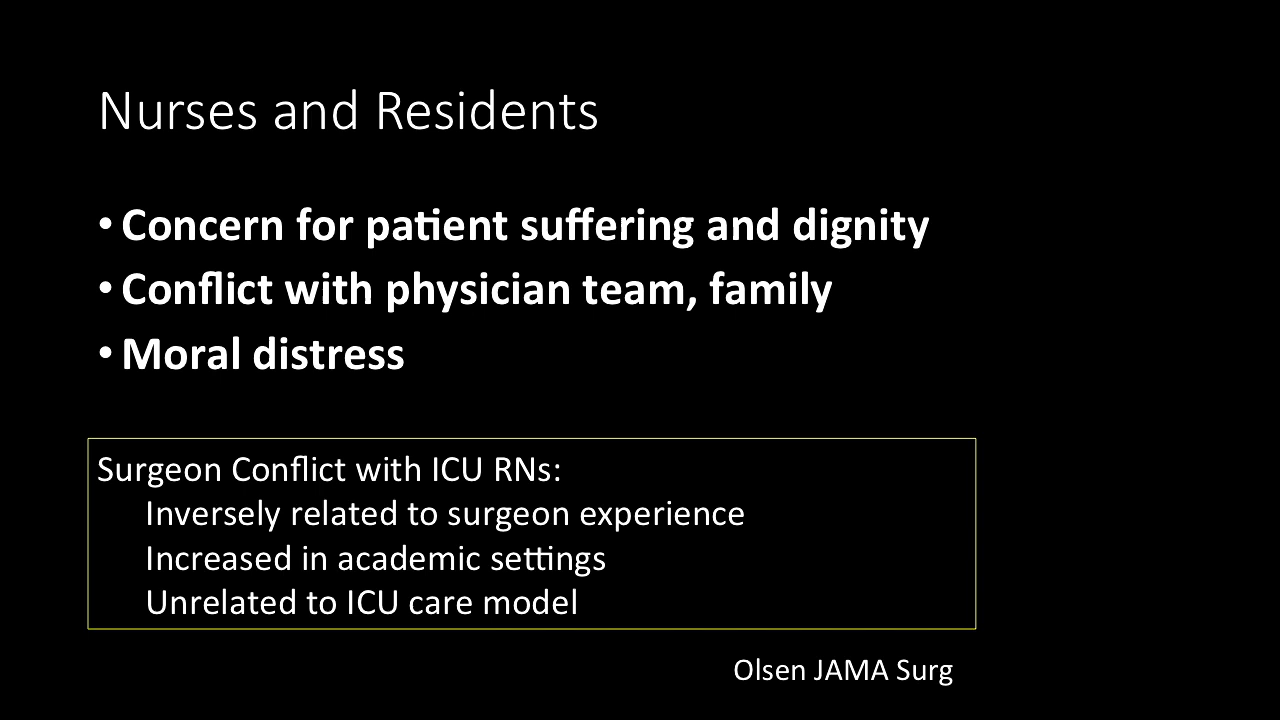 Nurses and Residents
• Concern for patient suffering and dignity
• Conflict with physician team, family
• Moral distress
Surgeon Conflict with ICU RNs:
Inversely related to surgeon experience
Increased in academic settings
Unrelated to ICU care model
Olsen JAMA Surg